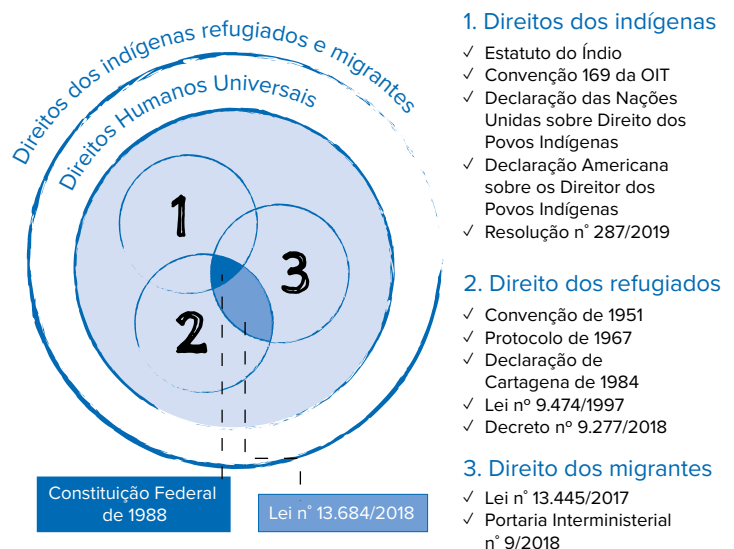 Direitos dos indígenas refugiados e migrantes
Direitos Humanos Universais
1
2
3
Constituição Federal
de 1988
Lei n° 13.684/2018
1. Direitos dos indígenas
✓ Estatuto do Índio
✓ Convenção 169 da OIT
✓ Declaração das Nações
Unidas sobre Direito dos
Povos Indígenas
✓ Declaração Americana
sobre os Direitor dos
Povos Indígenas
✓ Resolução n° 287/2019
2. Direito dos refugiados
✓ Convenção de 1951
✓ Protocolo de 1967
✓ Declaração de
Cartagena de 1984
✓ Lei nº 9.474/1997
✓ Decreto nº 9.277/2018
3. Direito dos migrantes
✓ Lei n° 13.445/2017
✓ Portaria Interministerial
n° 9/2018